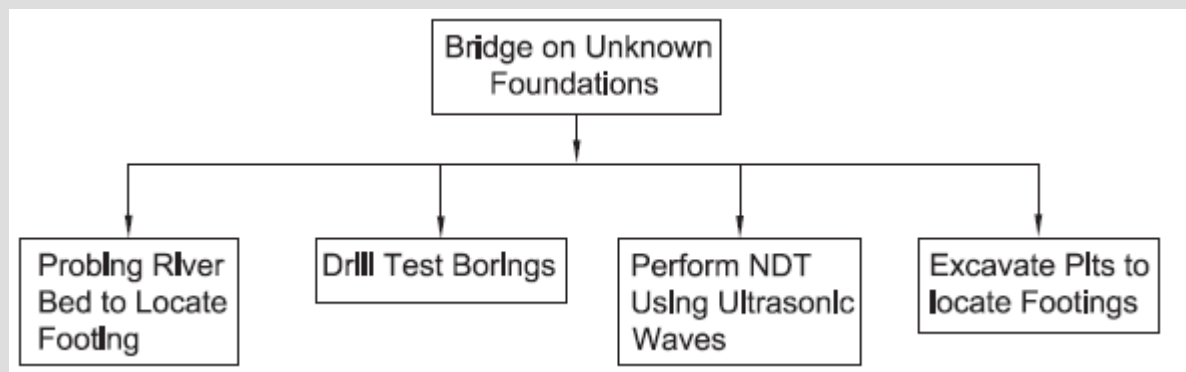 Bridge on Unknown
Foundations
Probing River
Bed to Locate
Footing
Drill Test Borings
Perform NDT
Using Ultrasonic
Waves
Excavate Pits to
locate Footings